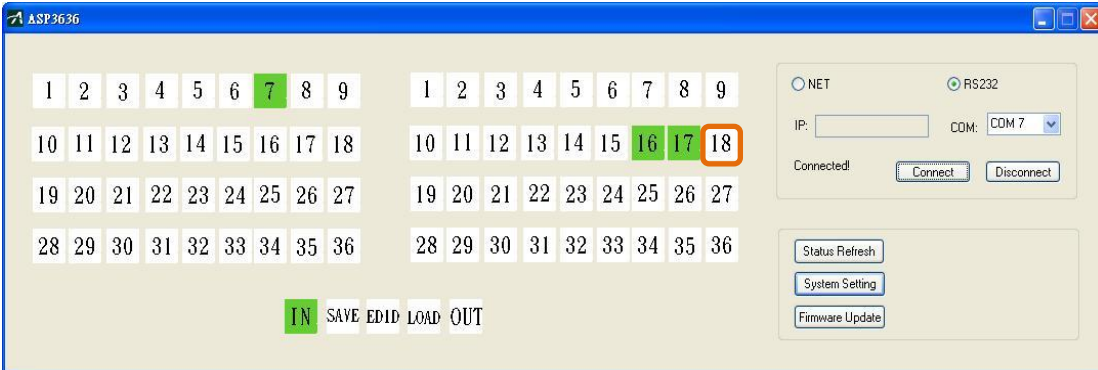 ASP3636
1 2 3 4 5 6 7 8 9
10 11 12 13 14 15 16 17 18
19 20 21 22 23 24 25 26 27
28 29 30 31 32 33 34 35 36
1 2 3 4 5 6 7 8 9
10 11 12 13 14 15 16 17 18
19 20 21 22 23 24 25 26 27
28 29 30 31 32 33 34 35 36
IN SAVE EDID LOAD OUT
NET RS232
IP: COM: COM 7
Connected! Connect Disconnect
Status Refresh
System Setting
Firmware Update